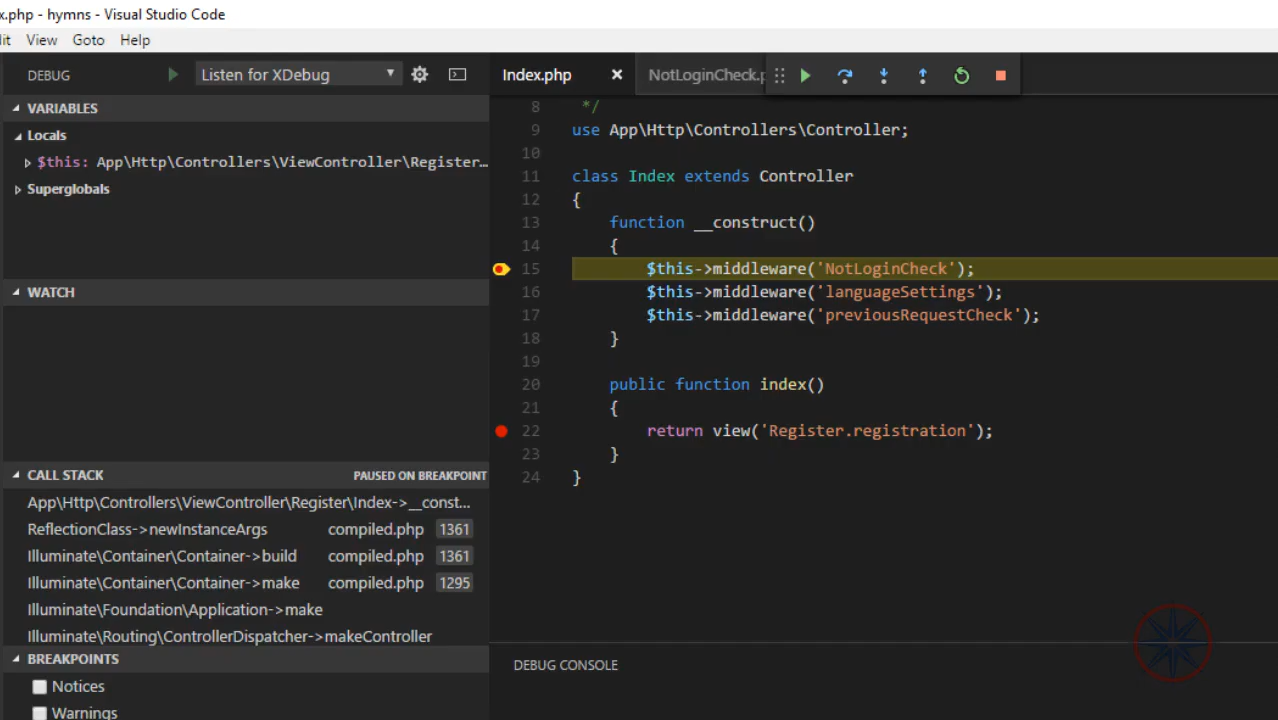 x.php - hymns - Visual Studio Code
it View Goto Help
DEBUG Listen for XDebug
VARIABLES
Locals
$this: App\Http\Controllers\ViewController\Register…
Superglobals
WATCH
CALL STACK PAUSED ON BREAKPOINT
App\Http\Controllers\ViewController\Register\Index->__const...
ReflectionClass->newInstanceArgs compiled.php 1361
Illuminate\Container\Container->build compiled.php 1361
Illuminate\Container\Container->make compiled.php 1295
Illuminate\Foundation\Application->make
Illuminate\Routing\ControllerDispatcher->makeController
BREAKPOINTS
Notices
Warnings
Index.php NotLoginCheck.p
8 */
9 use App\Http\Controllers\Controller;
10
11 class Index extends Controller
12 {
13 function __construct()
14 {
15 $this->middleware('NotLoginCheck');
16 $this->middleware('languageSettings');
17 $this->middleware('previousRequestCheck');
18 }
19
20 public function index()
21 {
22 return view('Register.registration');
23 }
24 }
DEBUG CONSOLE